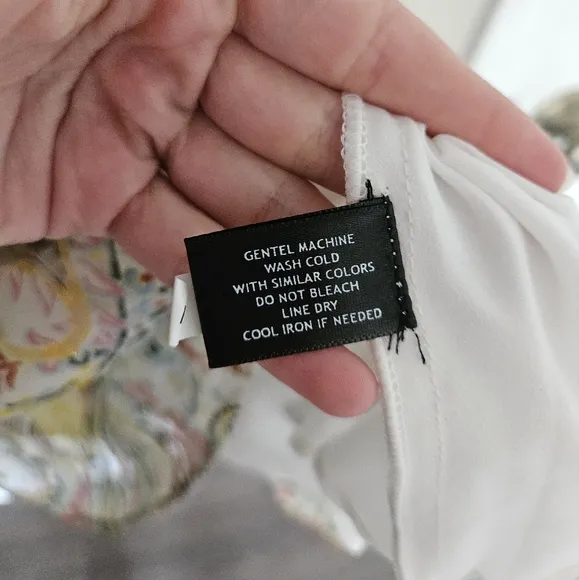 GENTEL MACHINE
WASH COLD
WITH SIMILAR COLORS
DO NOT BLEACH
LINE DRY
COOL IRON IF NEEDED